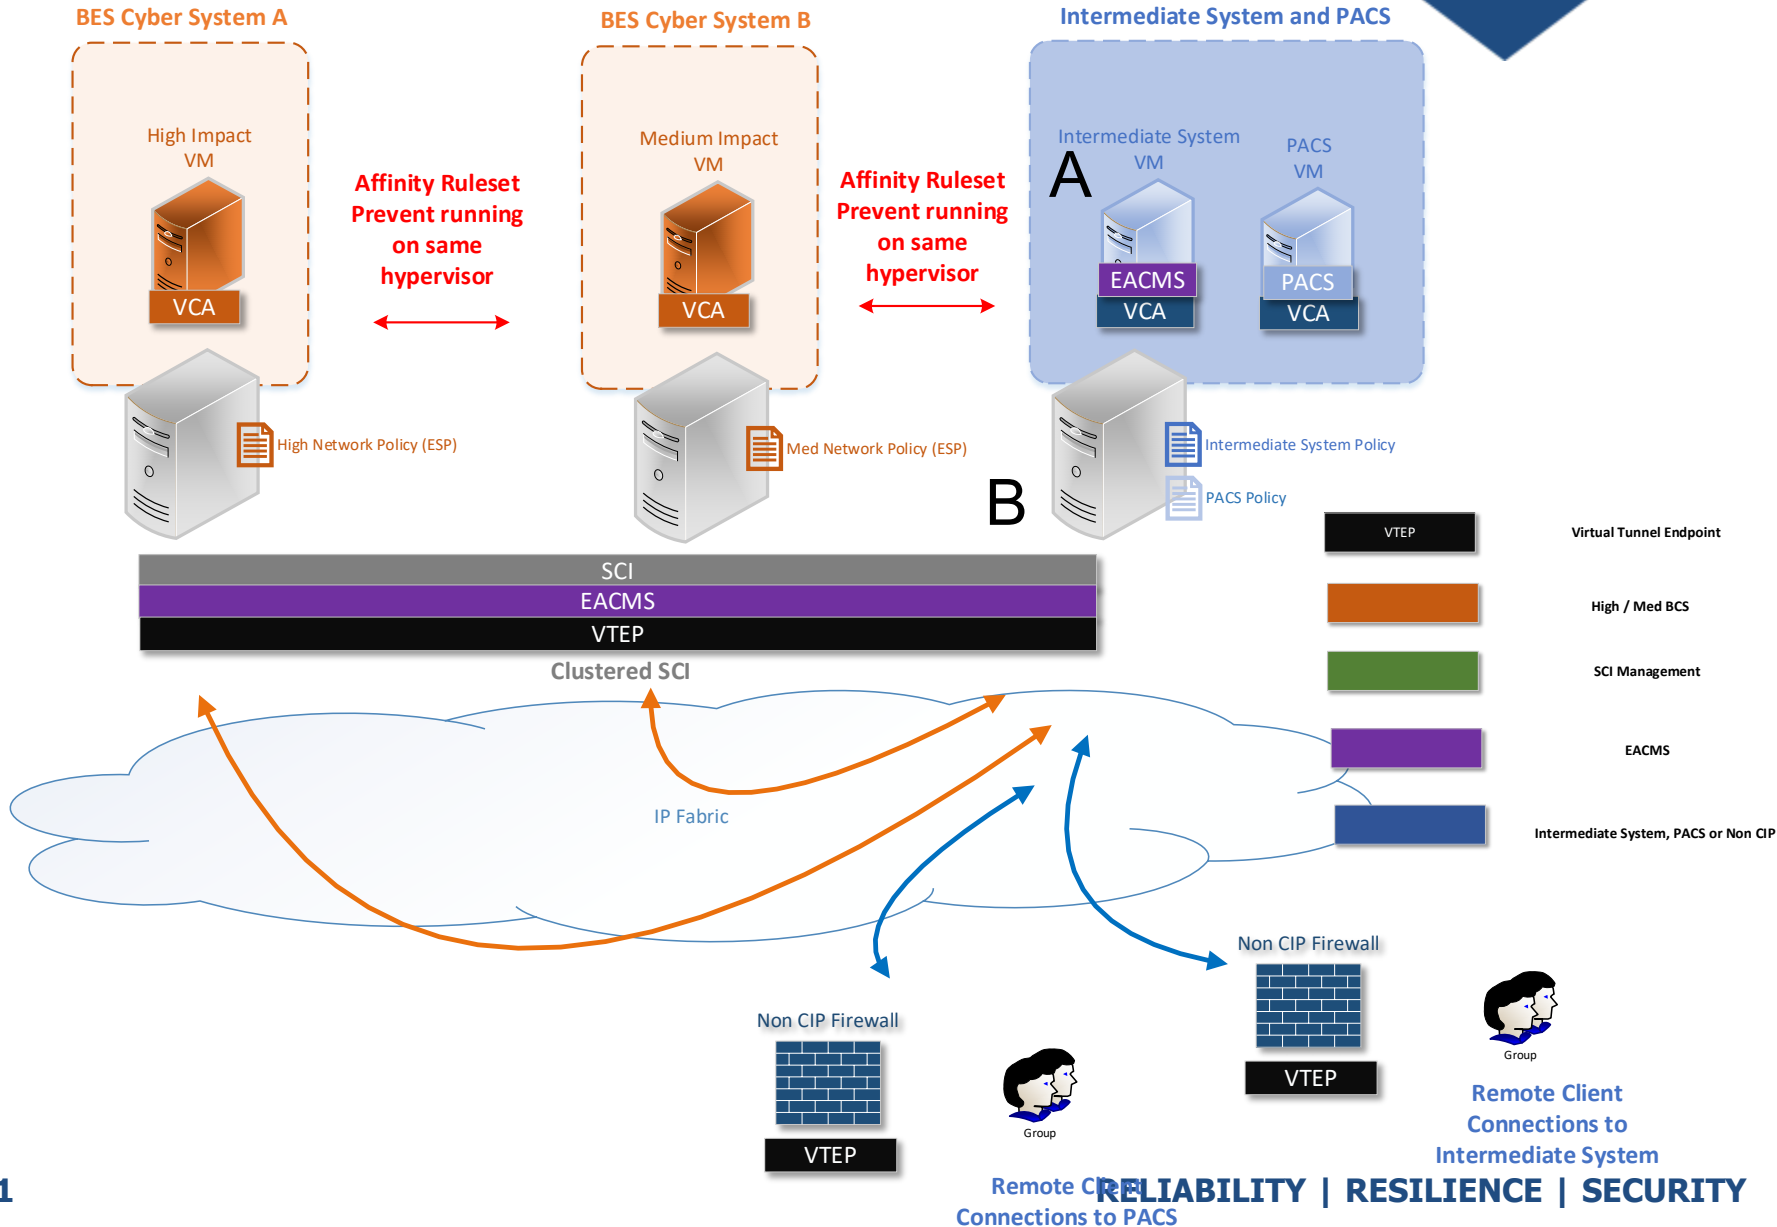 BES Cyber System A
BES Cyber System B
Intermediate System and PACS
High Impact
VM
VCA
Affinity Ruleset
Prevent running
on same
hypervisor
Medium Impact
VM
VCA
Affinity Ruleset
Prevent running
on same
hypervisor
Intermediate System
VM
A
EACMS
VCA
PACS
VM
PACS
VCA
High Network Policy (ESP)
Med Network Policy (ESP)
B
Intermediate System Policy
PACS Policy
SCI
EACMS
VTEP
Clustered SCI
VTEP
Virtual Tunnel Endpoint
High / Med BCS
SCI Management
EACMS
Intermediate System, PACS or Non CIP
IP Fabric
Non CIP Firewall
VTEP
Group
Remote Client
Connections to
Intermediate System
Non CIP Firewall
VTEP
Group
Remote Client
Connections to PACS
1
RELIABILITY | RESILIENCE | SECURITY